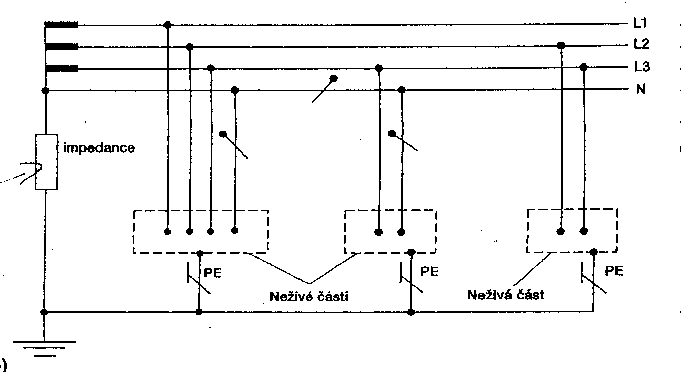 L1
L2
L3
N
impedance
PE
PE
PE
Neživé části
Neživá část
)